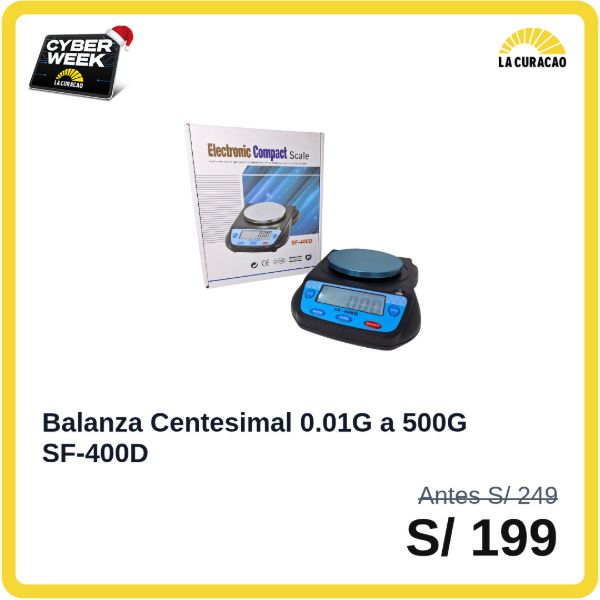 CYBER
WEEK
LA CURACAO
LA CURACAO
Electronic Compact Scale
SF-400D
CE
SF-400D
Balanza Centesimal 0.01G a 500G
SF-400D
Antes S/ 249
S/ 199